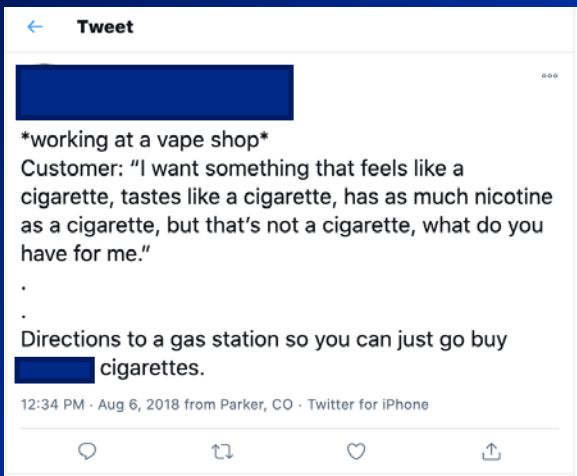 Tweet
*working at a vape shop*
Customer: “I want something that feels like a
cigarette, tastes like a cigarette, has as much nicotine
as a cigarette, but that’s not a cigarette, what do you
have for me.”
.
.
Directions to a gas station so you can just go buy
cigarettes.
12:34 PM · Aug 6, 2018 from Parker, CO · Twitter for iPhone